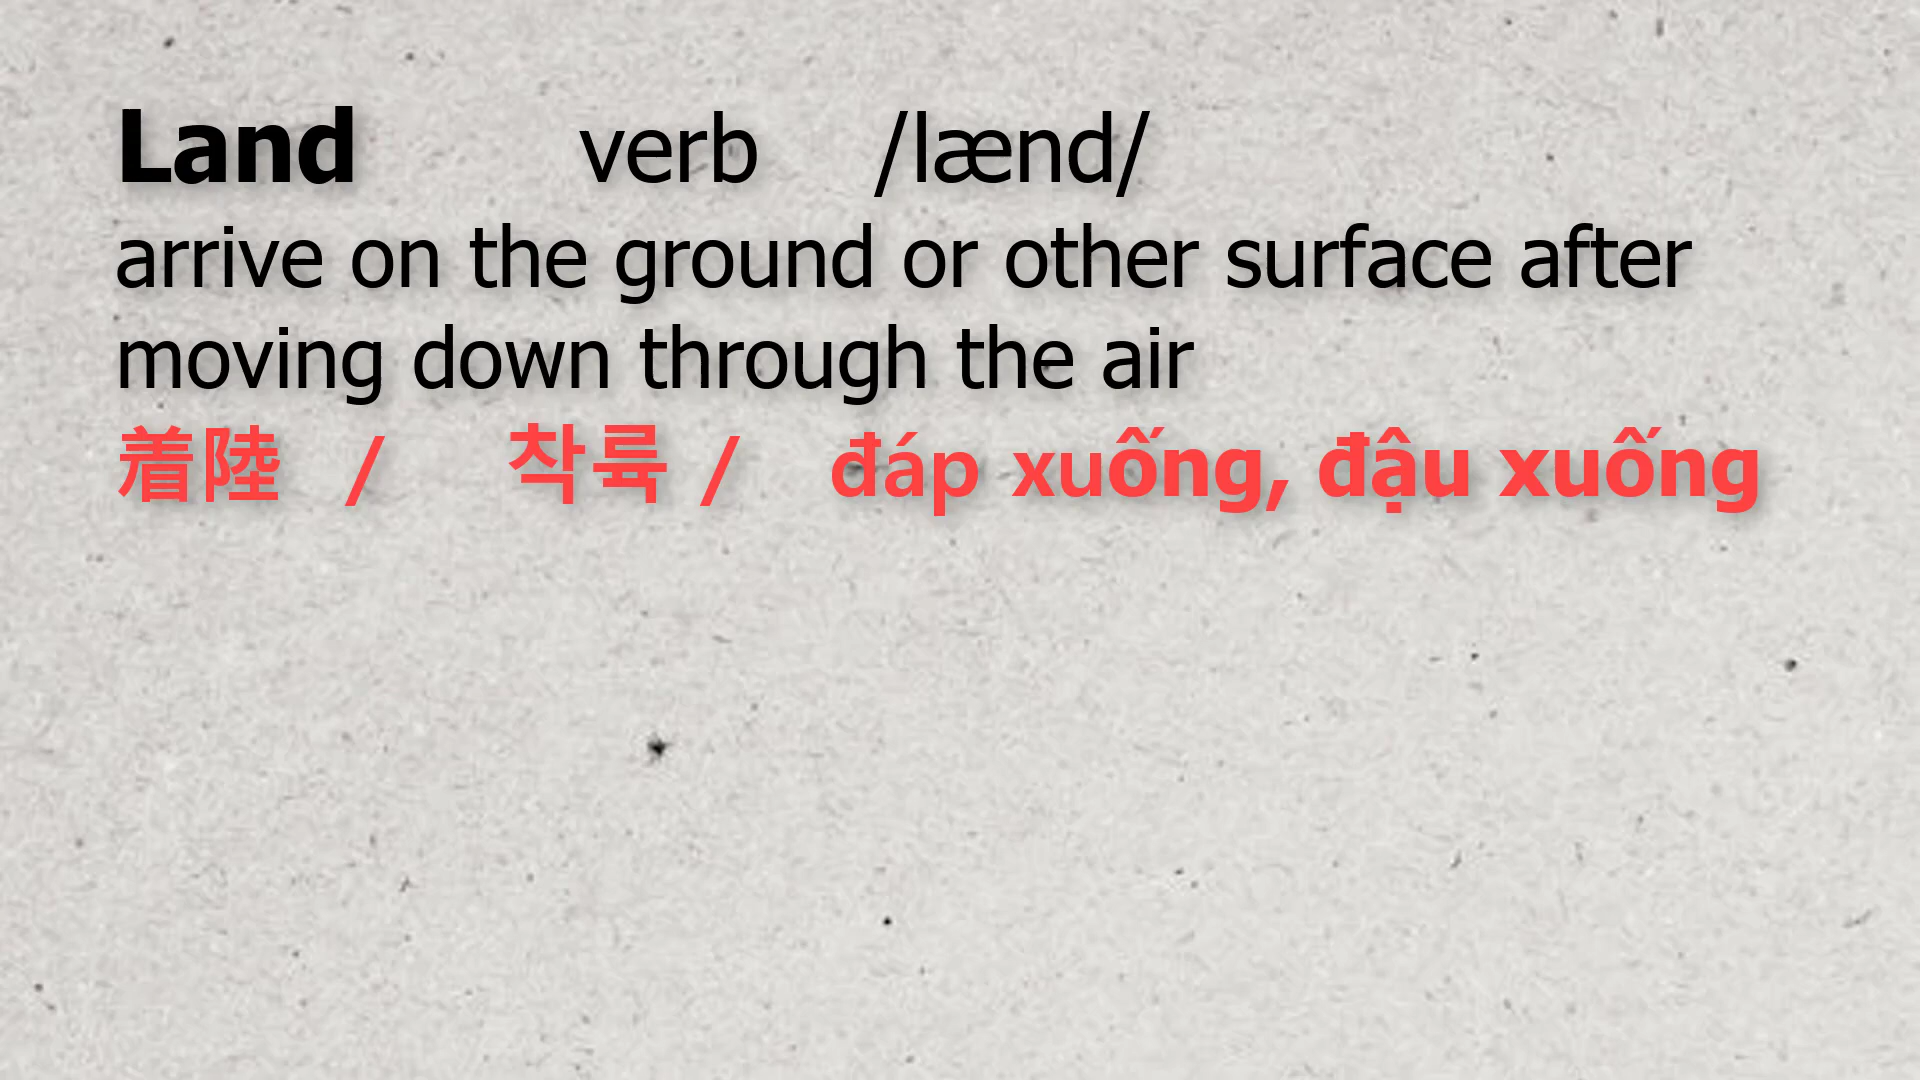 Land verb /lænd/
arrive on the ground or other surface after
moving down through the air
着陸 / 착륙 / đáp xuống, đậu xuống